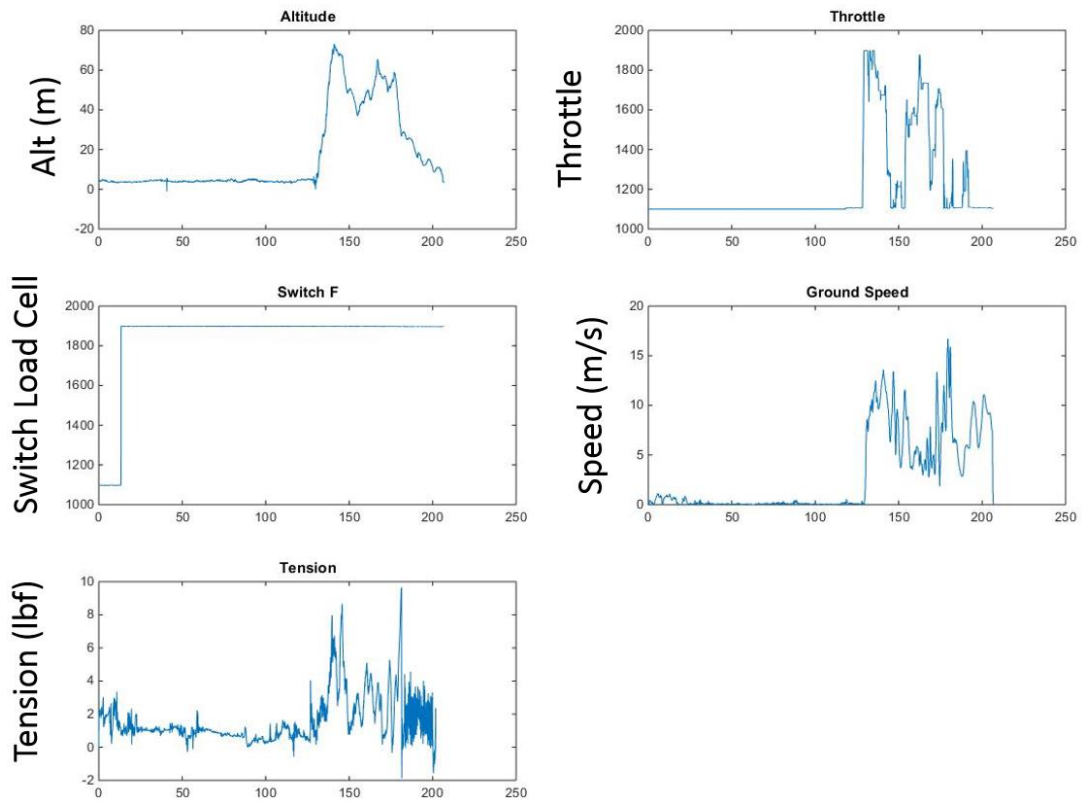 Altitude
Alt (m)
80
60
40
20
0
-20
0 50 100 150 200 250
Throttle
Throttle
2000
1800
1600
1400
1200
1000
0 50 100 150 200 250
Switch F
Switch Load Cell
2000
1800
1600
1400
1200
1000
0 50 100 150 200 250
Ground Speed
Speed (m/s)
20
15
10
5
0
0 50 100 150 200 250
Tension
Tension (lbf)
10
8
6
4
2
0
-2
0 50 100 150 200 250